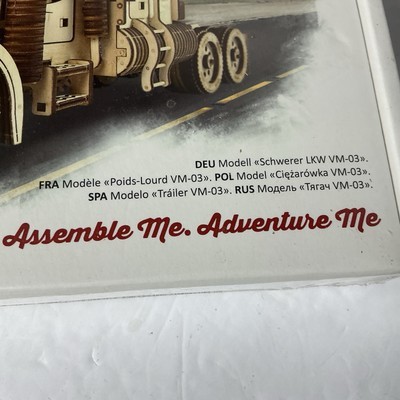 DEU Modell «Schwerer LKW VM-03».
FRA Modèle «Poids-Lourd VM-03». POL Model «Ciężarówka VM-03».
SPA Modelo «Tráiler VM-03». RUS Модель «Тягач VM-03».
Assemble Me. Adventure Me